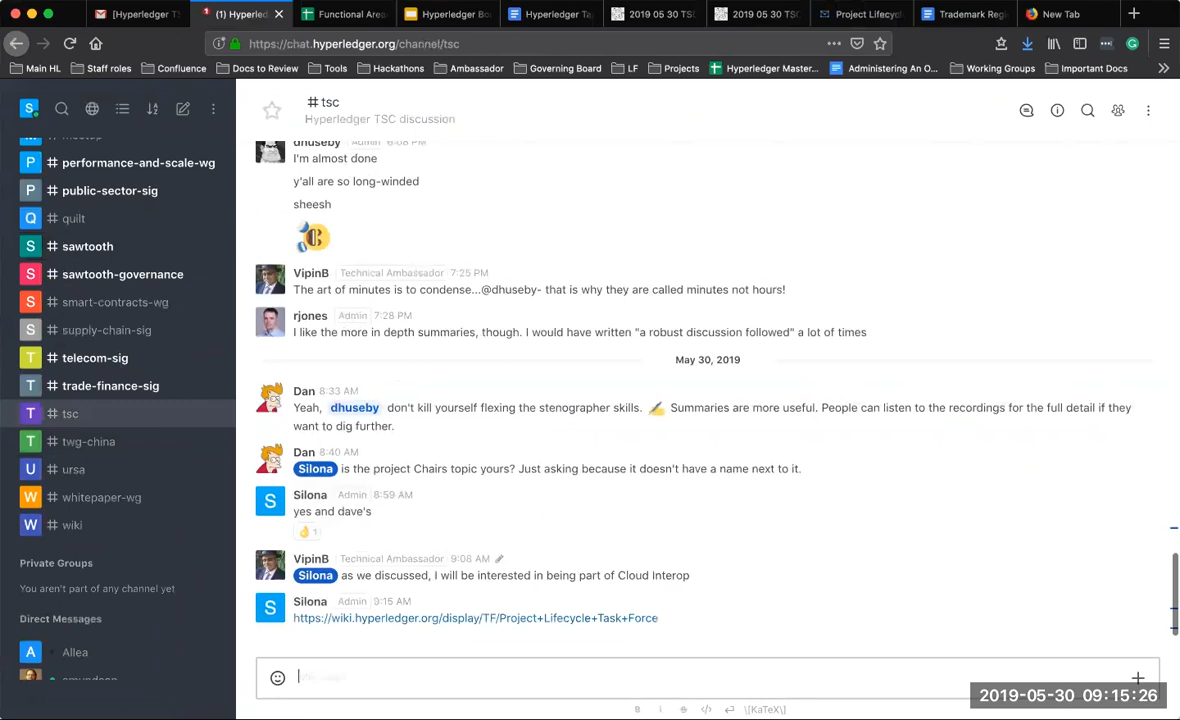 [Hyperledger TS
(1) Hyperled
Functional Area
Hyperledger Bo
Hyperledger Ta
2019 05 30 TSC
2019 05 30 TSC
Project Lifecycl
Trademark Reg
New Tab
https://chat.hyperledger.org/channel/tsc
Main HL
Staff roles
Confluence
Docs to Review
Tools
Hackathons
Ambassador
Governing Board
LF
Projects
Hyperledger Master...
Administering An O...
Working Groups
Important Docs
S
P # performance-and-scale-wg
P # public-sector-sig
Q # quilt
S # sawtooth
S # sawtooth-governance
S # smart-contracts-wg
S # supply-chain-sig
T # telecom-sig
T # trade-finance-sig
T # tsc
T # twg-china
U # ursa
W # whitepaper-wg
W # wiki
Private Groups
You aren't part of any channel yet
Direct Messages
A Allea
# tsc
Hyperledger TSC discussion
dhuseby Admin 6:08 PM
I'm almost done
y'all are so long-winded
sheesh
VipinB Technical Ambassador 7:25 PM
The art of minutes is to condense...@dhuseby- that is why they are called minutes not hours!
rjones Admin 7:28 PM
I like the more in depth summaries, though. I would have written "a robust discussion followed" a lot of times
May 30, 2019
Dan 8:33 AM
Yeah, dhuseby don't kill yourself flexing the stenographer skills. ✍ Summaries are more useful. People can listen to the recordings for the full detail if they
want to dig further.
Dan 8:40 AM
Silona is the project Chairs topic yours? Just asking because it doesn't have a name next to it.
S Silona Admin 8:59 AM
yes and dave's
👌 1
VipinB Technical Ambassador 9:08 AM
Silona as we discussed, I will be interested in being part of Cloud Interop
S Silona Admin 9:15 AM
https://wiki.hyperledger.org/display/TF/Project+Lifecycle+Task+Force
2019-05-30 09:15:26
B i S </> \[KaTeX\]